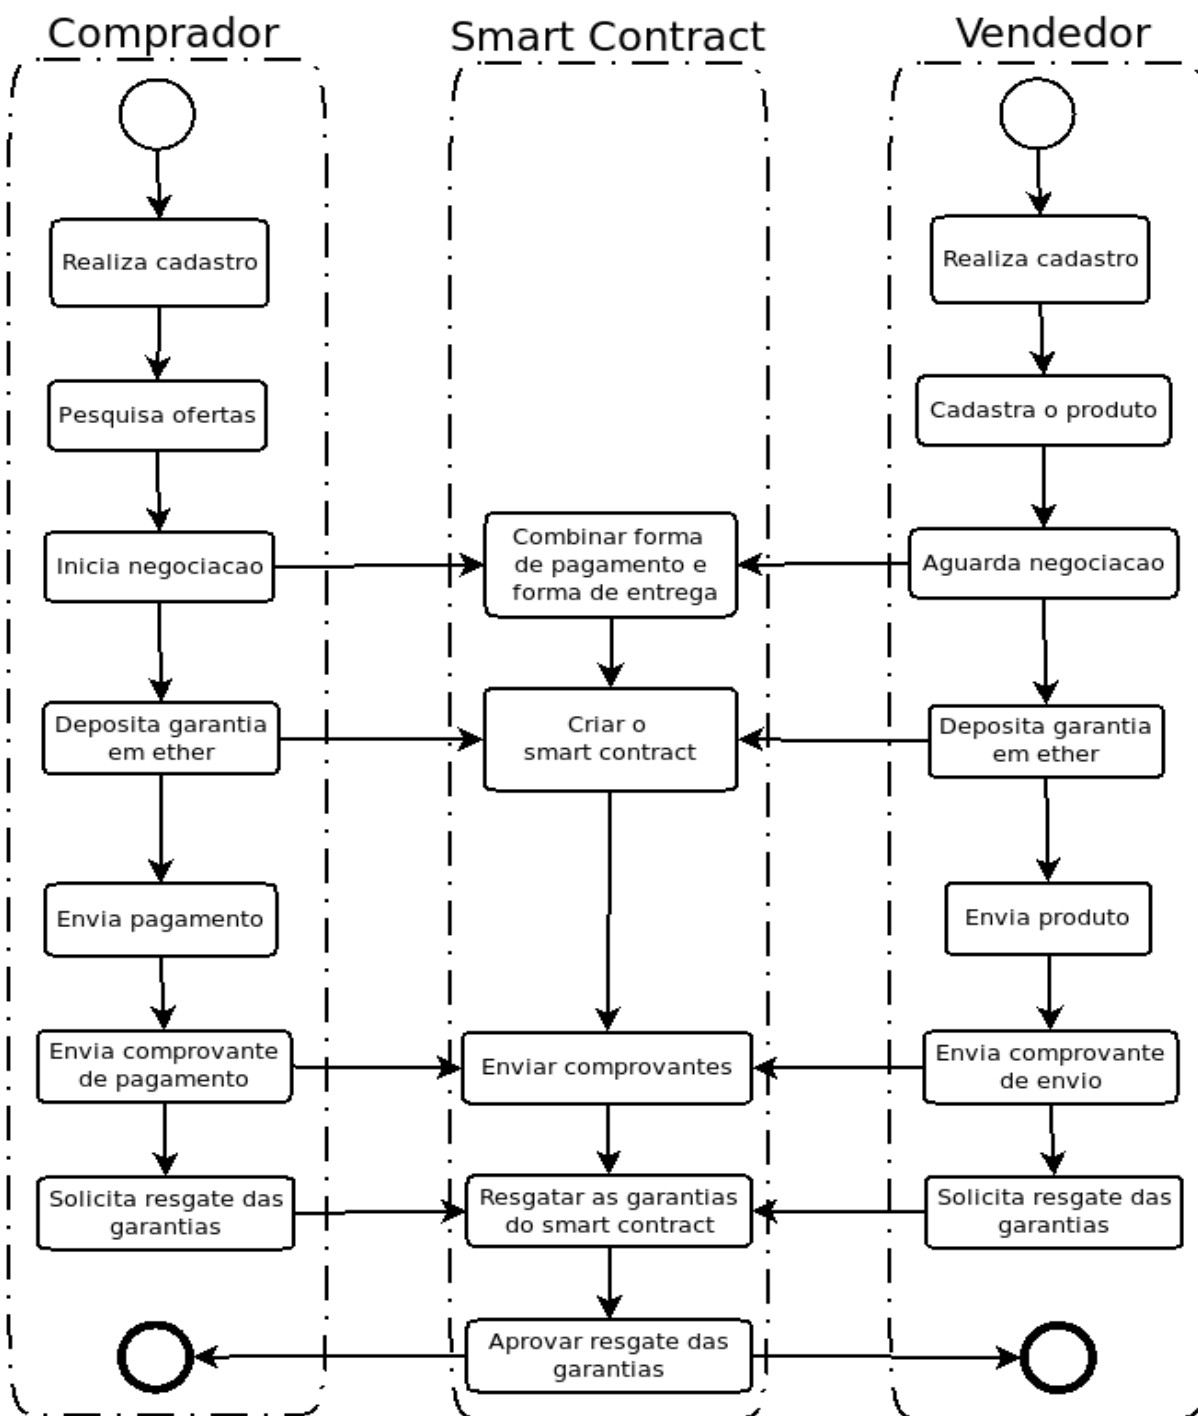 Comprador
Smart Contract
Vendedor
Realiza cadastro
Realiza cadastro
Pesquisa ofertas
Cadastra o produto
Inicia negociacao
Combinar forma
de pagamento e
forma de entrega
Aguarda negociacao
Deposita garantia
em ether
Criar o
smart contract
Deposita garantia
em ether
Envia pagamento
Envia produto
Envia comprovante
de pagamento
Enviar comprovantes
Envia comprovante
de envio
Solicita resgate das
garantias
Resgatar as garantias
do smart contract
Solicita resgate das
garantias
Aprovar resgate das
garantias